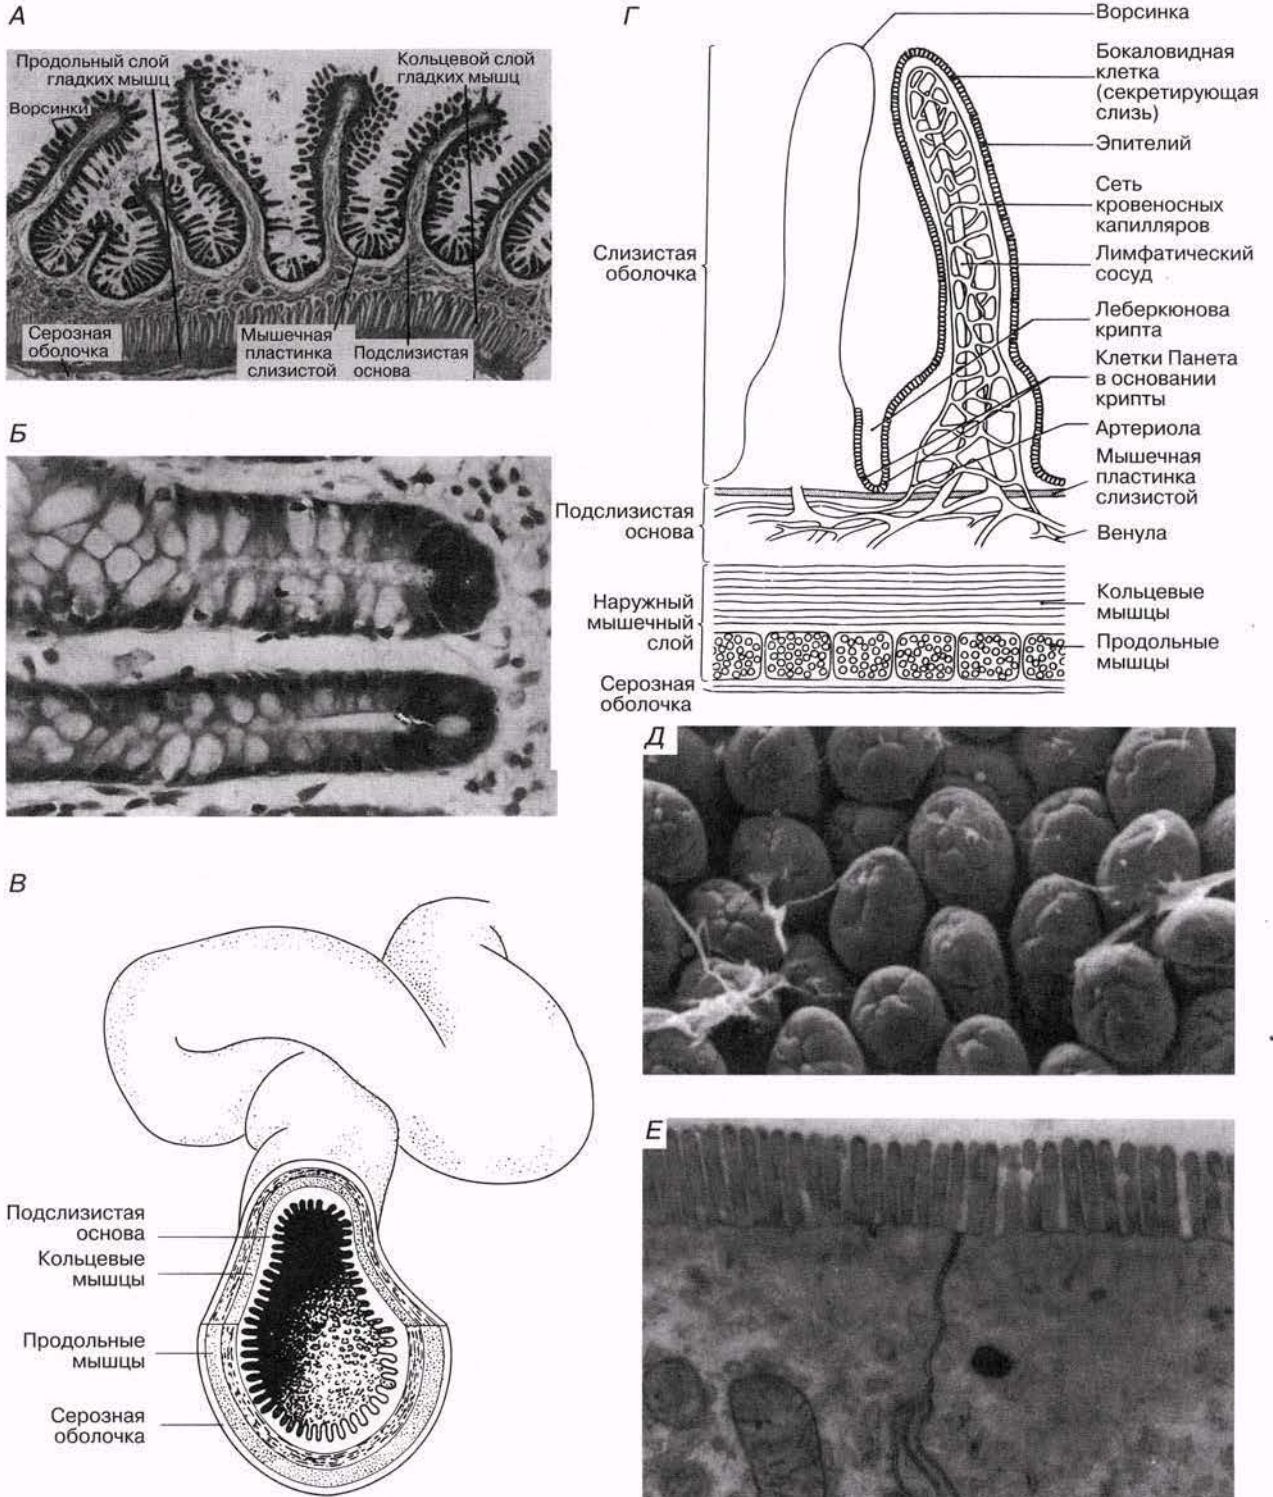 А
Продольный слой
гладких мышц
Кольцевой слой
гладких мышц
Ворсинки
Серозная
оболочка
Мышечная
пластинка
слизистой
Подслизистая
основа
Б
В
Подслизистая
основа
Кольцевые
мышцы
Продольные
мышцы
Серозная
оболочка
Г
Ворсинка
Бокаловидная
клетка
(секретирующая
слизь)
Эпителий
Сеть
кровеносных
капилляров
Лимфатический
сосуд
Леберкюнова
крипта
Клетки Панета
в основании
крипты
Артериола
Мышечная
пластинка
слизистой
Венула
Кольцевые
мышцы
Продольные
мышцы
Слизистая
оболочка
Подслизистая
основа
Наружный
мышечный
слой
Серозная
оболочка
Д
Е